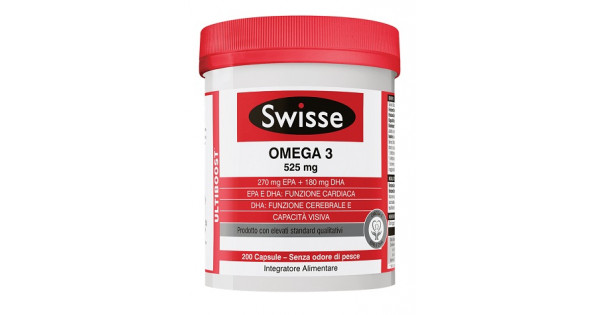 Swisse
OMEGA 3
525 mg
270 mg EPA + 180 mg DHA
EPA E DHA: FUNZIONE CARDIACA
DHA: FUNZIONE CEREBRALE E
CAPACITÀ VISIVA
Prodotto con elevati standard qualitativi
200 Capsule – Senza odore di pesce
Integratore Alimentare
ULTIBOOST